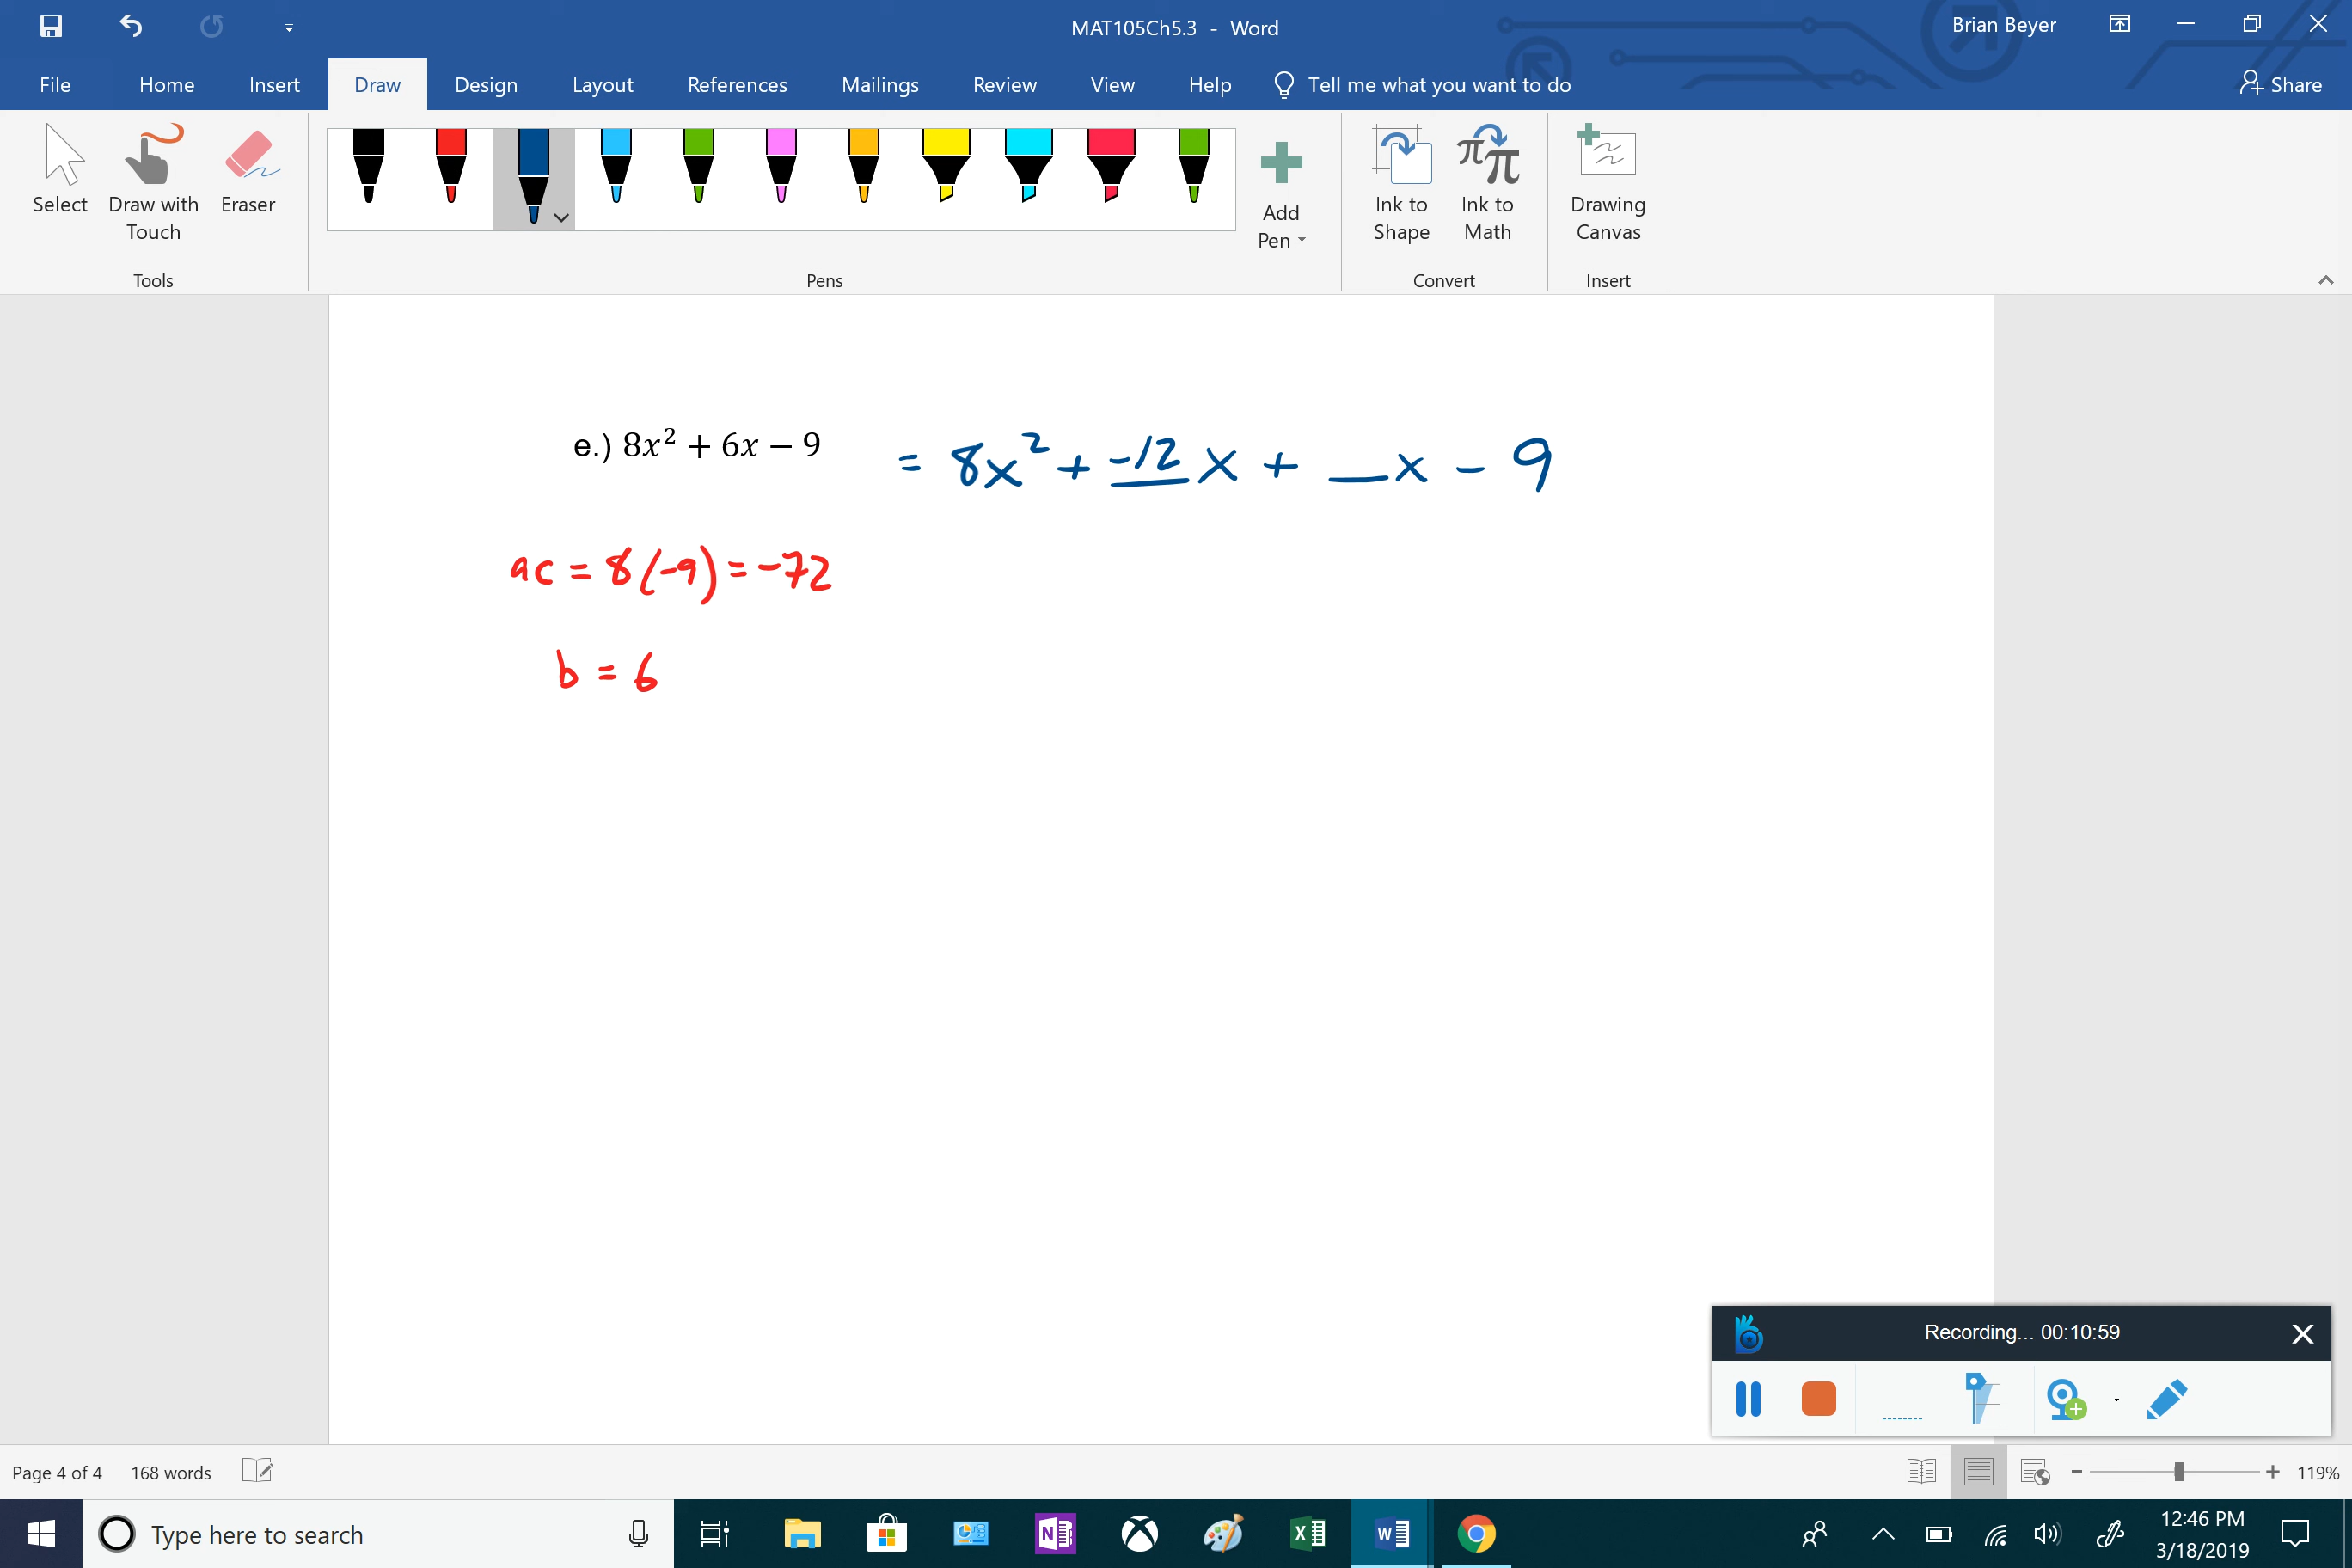 MAT105Ch5.3 - Word
Brian Beyer
File Home Insert Draw Design Layout References Mailings Review View Help Tell me what you want to do Share
Select Draw with Touch Eraser
Add Pen
Ink to Shape Ink to Math
Drawing Canvas
Tools Pens Convert Insert
e.) 8x² + 6x − 9 = 8x² + -12x + __x - 9
ac = 8(-9) = -72
b = 6
Recording... 00:10:59
Page 4 of 4 168 words 119%
Type here to search
12:46 PM
3/18/2019